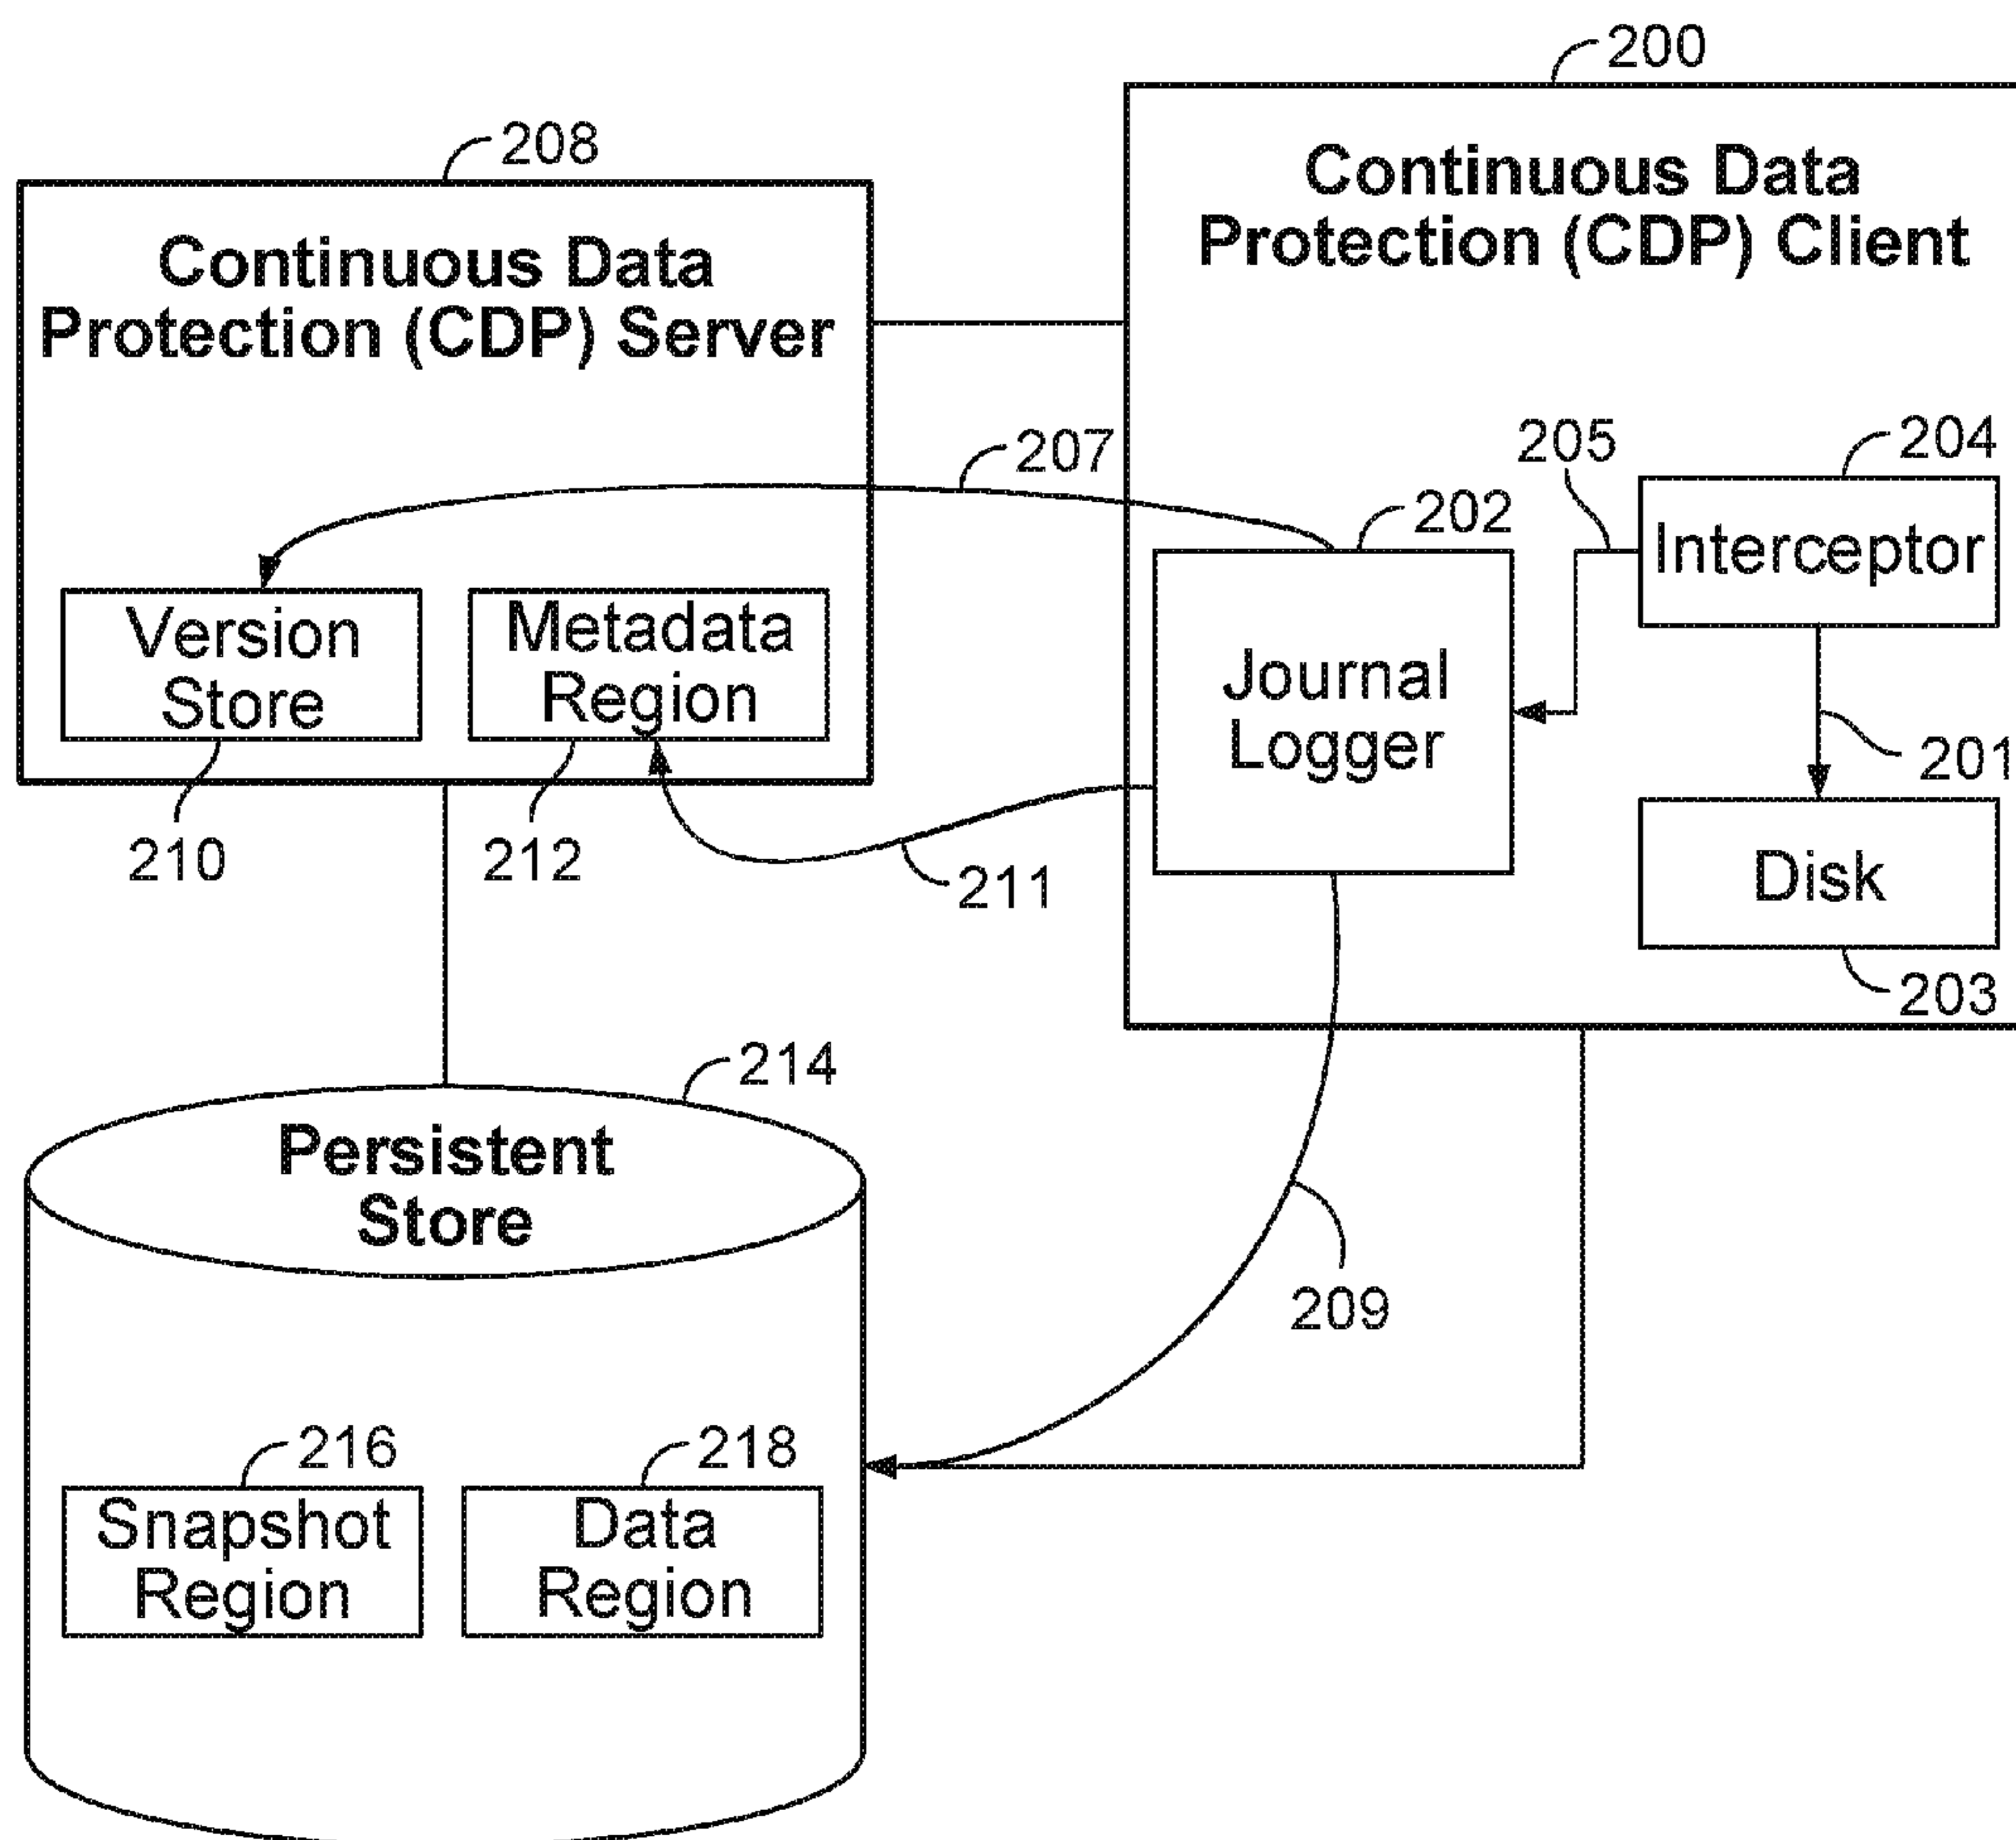 200
Continuous Data
Protection (CDP) Client
208
Continuous Data
Protection (CDP) Server
207
205
204
Interceptor
202
Journal
Logger
Version
Store
Metadata
Region
201
210
212
211
Disk
203
214
Persistent
Store
209
216
218
Snapshot
Region
Data
Region